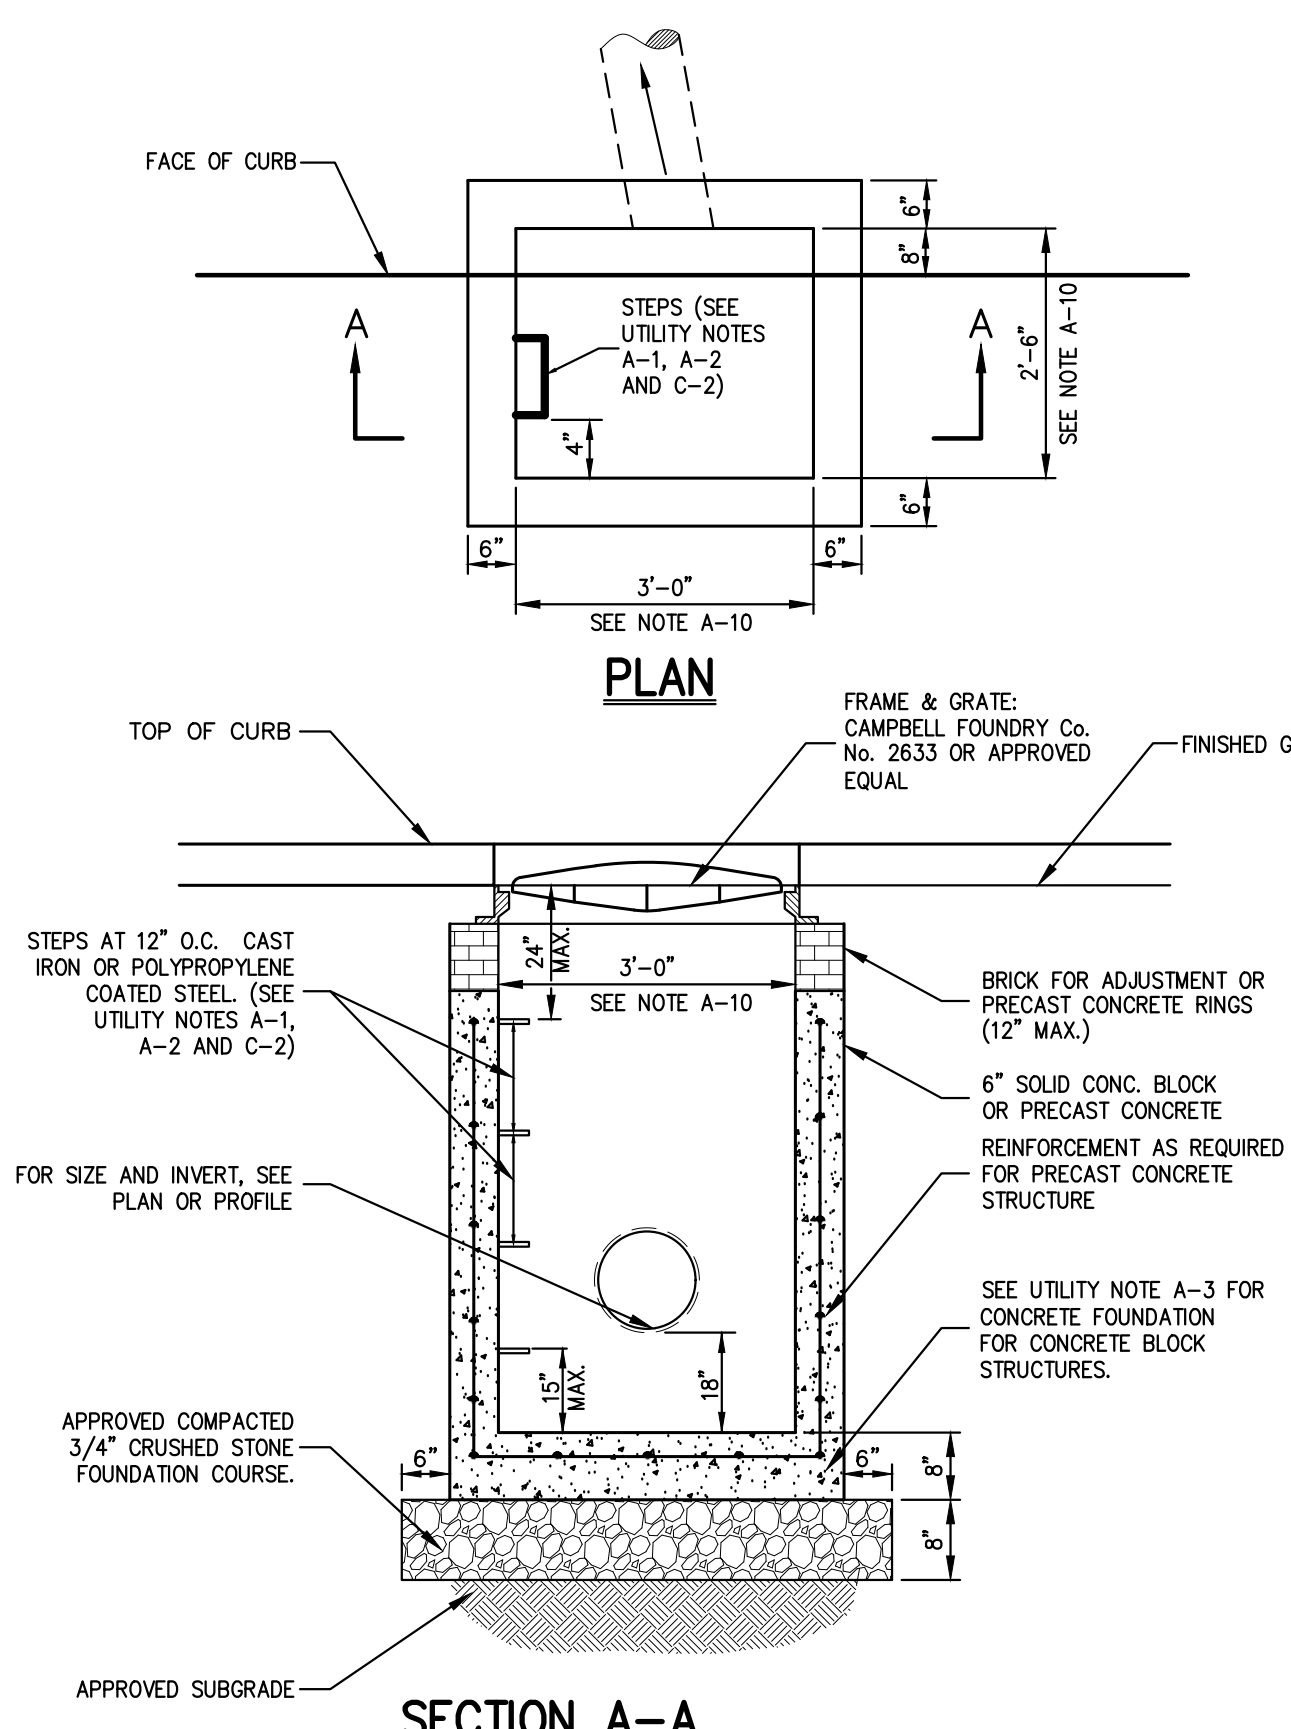 FACE OF CURB
6"
8"
STEPS (SEE
UTILITY NOTES
A-1, A-2
AND C-2)
A
A
2'-6"
SEE NOTE A-10
4"
6"
6"
6"
3'-0"
SEE NOTE A-10
PLAN
FRAME & GRATE:
CAMPBELL FOUNDRY Co.
No. 2633 OR APPROVED
EQUAL
TOP OF CURB
FINISHED G
STEPS AT 12" O.C. CAST
IRON OR POLYPROPYLENE
COATED STEEL. (SEE
UTILITY NOTES A-1,
A-2 AND C-2)
24"
MAX.
3'-0"
SEE NOTE A-10
BRICK FOR ADJUSTMENT OR
PRECAST CONCRETE RINGS
(12" MAX.)
6" SOLID CONC. BLOCK
OR PRECAST CONCRETE
REINFORCEMENT AS REQUIRED
FOR PRECAST CONCRETE
STRUCTURE
FOR SIZE AND INVERT, SEE
PLAN OR PROFILE
SEE UTILITY NOTE A-3 FOR
CONCRETE FOUNDATION
FOR CONCRETE BLOCK
STRUCTURES.
15"
MAX.
18"
APPROVED COMPACTED
3/4" CRUSHED STONE
FOUNDATION COURSE.
6"
6"
8"
8"
APPROVED SUBGRADE
SECTION A-A